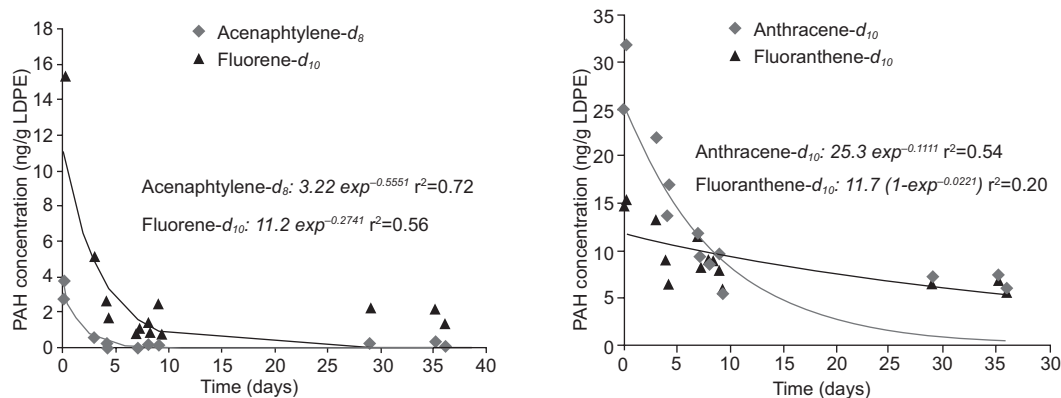 18
16
14
12
10
8
6
4
2
0
PAH concentration (ng/g LDPE)
Acenaphtylene-d8
Fluorene-d10
Acenaphtylene-d8: 3.22 exp–0.5551 r2=0.72
Fluorene-d10: 11.2 exp–0.2741 r2=0.56
0 5 10 15 20 25 30 35 40
Time (days)
35
30
25
20
15
10
5
0
PAH concentration (ng/g LDPE)
Anthracene-d10
Fluoranthene-d10
Anthracene-d10: 25.3 exp–0.1111 r2=0.54
Fluoranthene-d10: 11.7 (1-exp–0.0221) r2=0.20
0 5 10 15 20 25 30 35 30
Time (days)